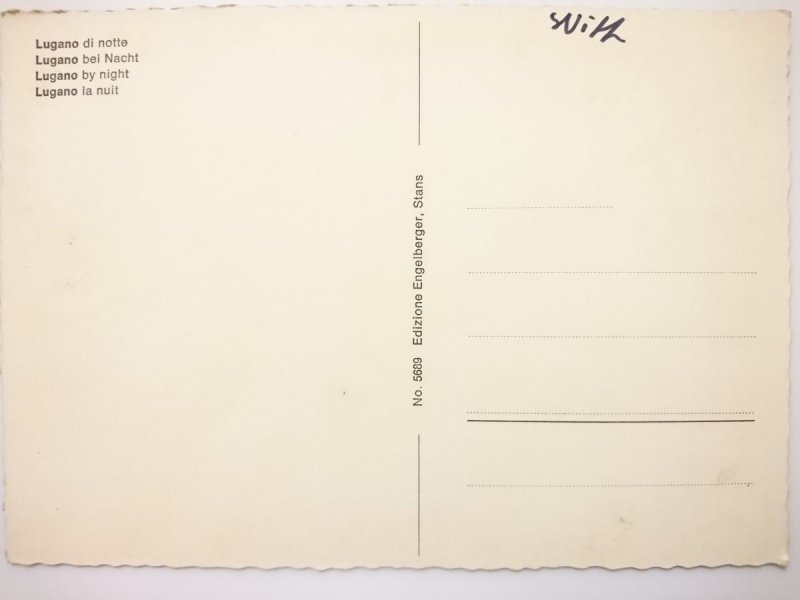 Lugano di notte
Lugano bei Nacht
Lugano by night
Lugano la nuit
No. 5689 Edizione Engelberger, Stans